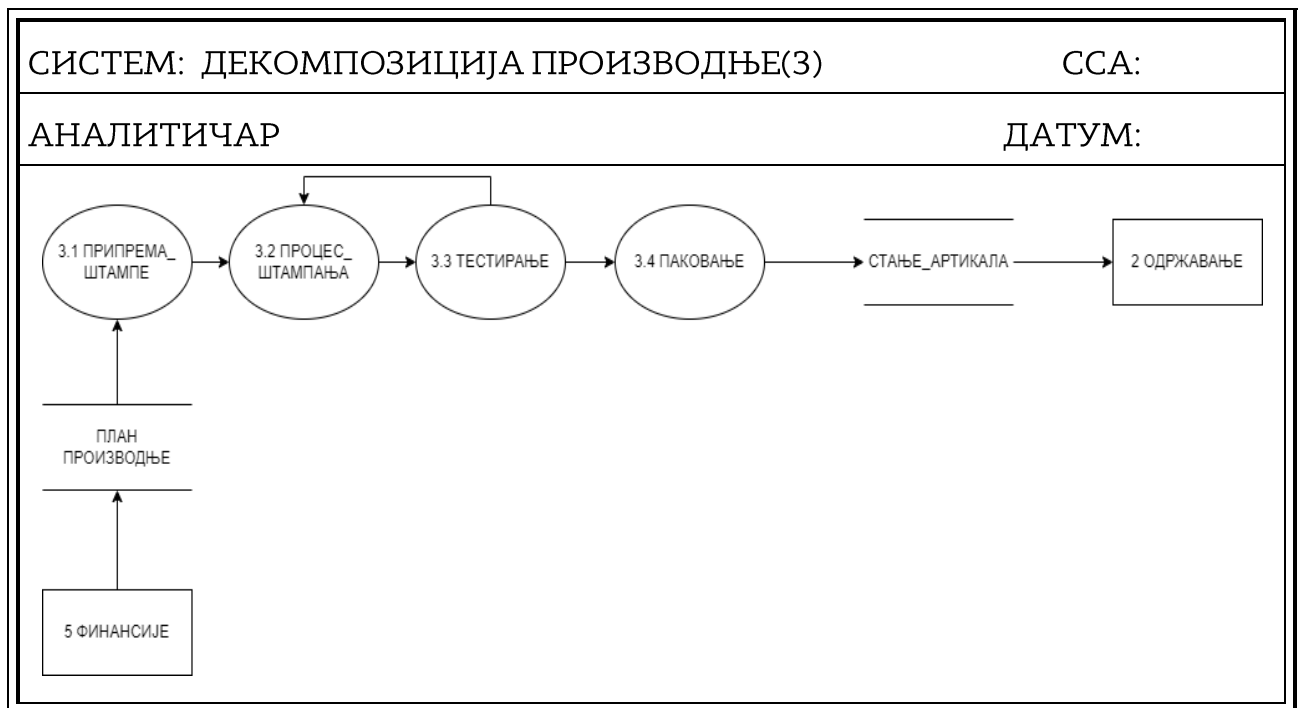 СИСТЕМ: ДЕКОМПОЗИЦИЈА ПРОИЗВОДЊЕ(3) ССА:
АНАЛИТИЧАР ДАТУМ:
3.1 ПРИПРЕМА_
ШТАМПЕ
3.2 ПРОЦЕС_
ШТАМПАЊА
3.3 ТЕСТИРАЊЕ
3.4 ПАКОВАЊЕ
СТАЊЕ_АРТИКАЛА
2 ОДРЖАВАЊЕ
ПЛАН
ПРОИЗВОДЊЕ
5 ФИНАНСИЈЕ